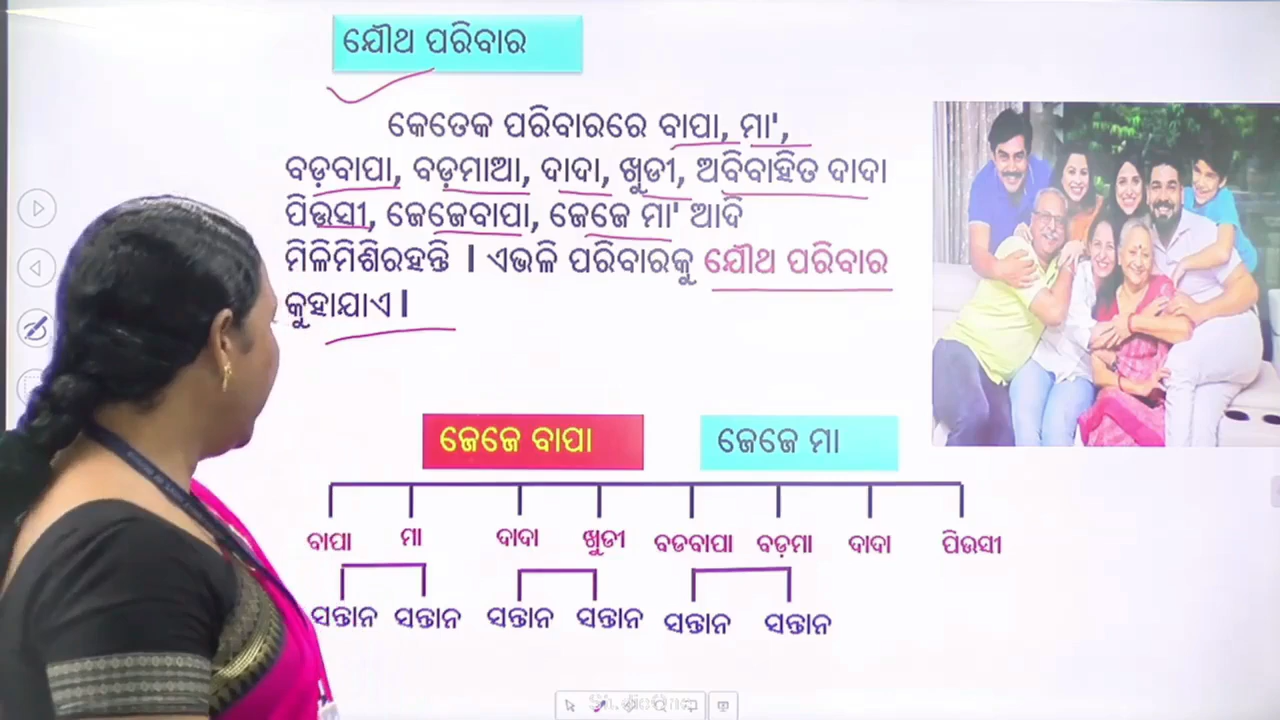 ଯୌଥ ପରିବାର
କେତେକ ପରିବାରରେ ବାପା, ମା',
ବଡ଼ବାପା, ବଡ଼ମାଆ, ଦାଦା, ଖୁଡୀ, ଅବିବାହିତ ଦାଦା
ପିଉସୀ, ଜେଜେବାପା, ଜେଜେ ମା' ଆଦି
ମିଳିମିଶିରହନ୍ତି । ଏଭଳି ପରିବାରକୁ ଯୌଥ ପରିବାର
କୁହାଯାଏ ।
ଜେଜେ ବାପା ଜେଜେ ମା
ବାପା ମା ଦାଦା ଖୁଡୀ ବଡବାପା ବଡ଼ମା ଦାଦା ପିଉସୀ
ସନ୍ତାନ ସନ୍ତାନ ସନ୍ତାନ ସନ୍ତାନ ସନ୍ତାନ ସନ୍ତାନ